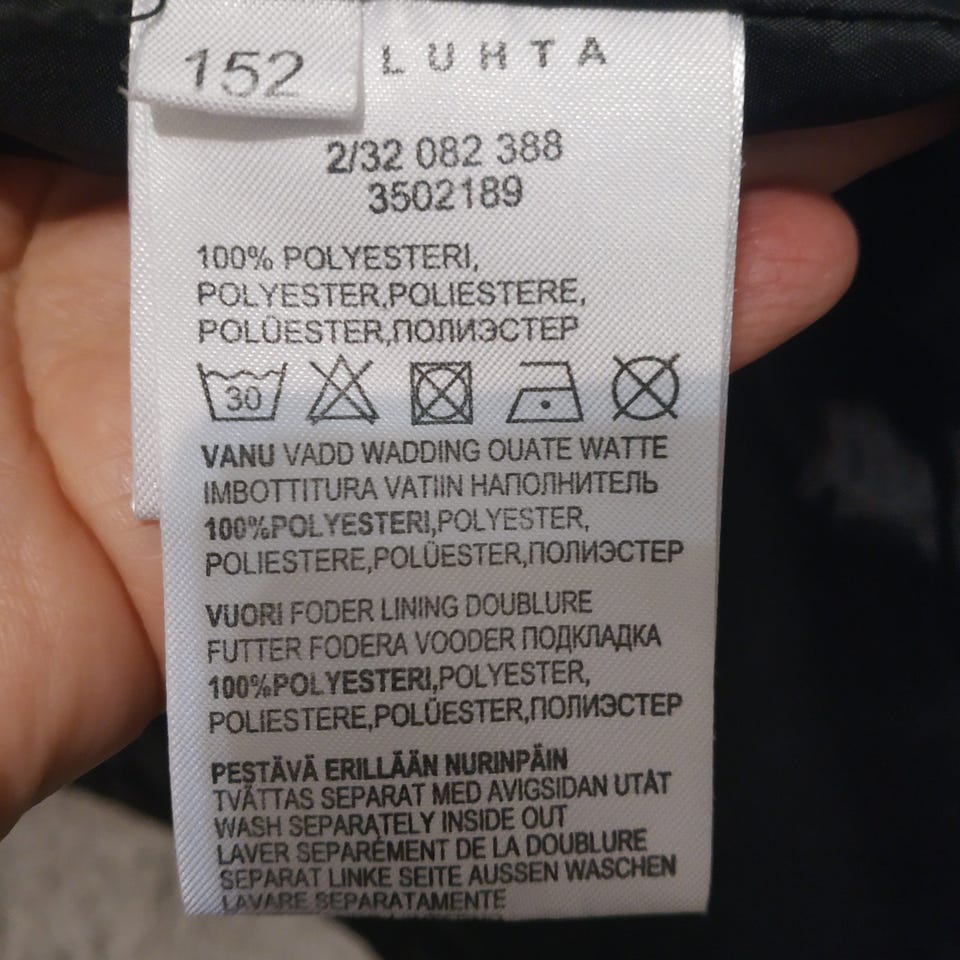 152
LUHTA
2/32 082 388
3502189
100% POLYESTERI,
POLYESTER,POLIESTERE,
POLÜESTER,ПОЛИЭСТЕР
30
VANU VADD WADDING OUATE WATTE
IMBOTTITURA VATIIN НАПОЛНИТЕЛЬ
100%POLYESTERI,POLYESTER,
POLIESTERE,POLÜESTER,ПОЛИЭСТЕР
VUORI FODER LINING DOUBLURE
FUTTER FODERA VOODER ПОДКЛАДКА
100%POLYESTERI,POLYESTER,
POLIESTERE,POLÜESTER,ПОЛИЭСТЕР
PESTÄVÄ ERILLÄÄN NURINPÄIN
TVÄTTAS SEPARAT MED AVIGSIDAN UTÅT
WASH SEPARATELY INSIDE OUT
LAVER SEPARÉMENT DE LA DOUBLURE
SEPARAT LINKE SEITE AUSSEN WASCHEN
LAVARE SEPARATAMENTE